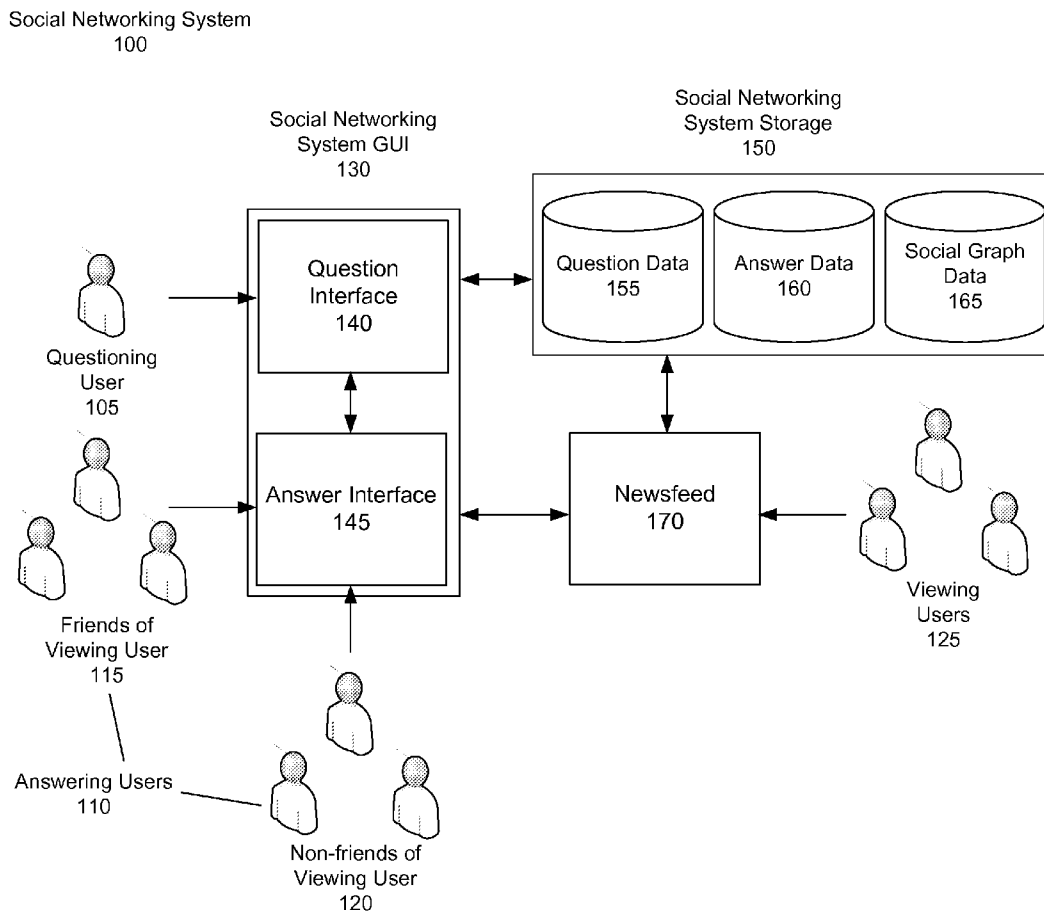 Social Networking System
100
Social Networking
System GUI
130
Social Networking
System Storage
150
Question
Interface
140
Question Data
155
Answer Data
160
Social Graph
Data
165
Questioning
User
105
Answer Interface
145
Newsfeed
170
Friends of
Viewing User
115
Viewing
Users
125
Answering Users
110
Non-friends of
Viewing User
120